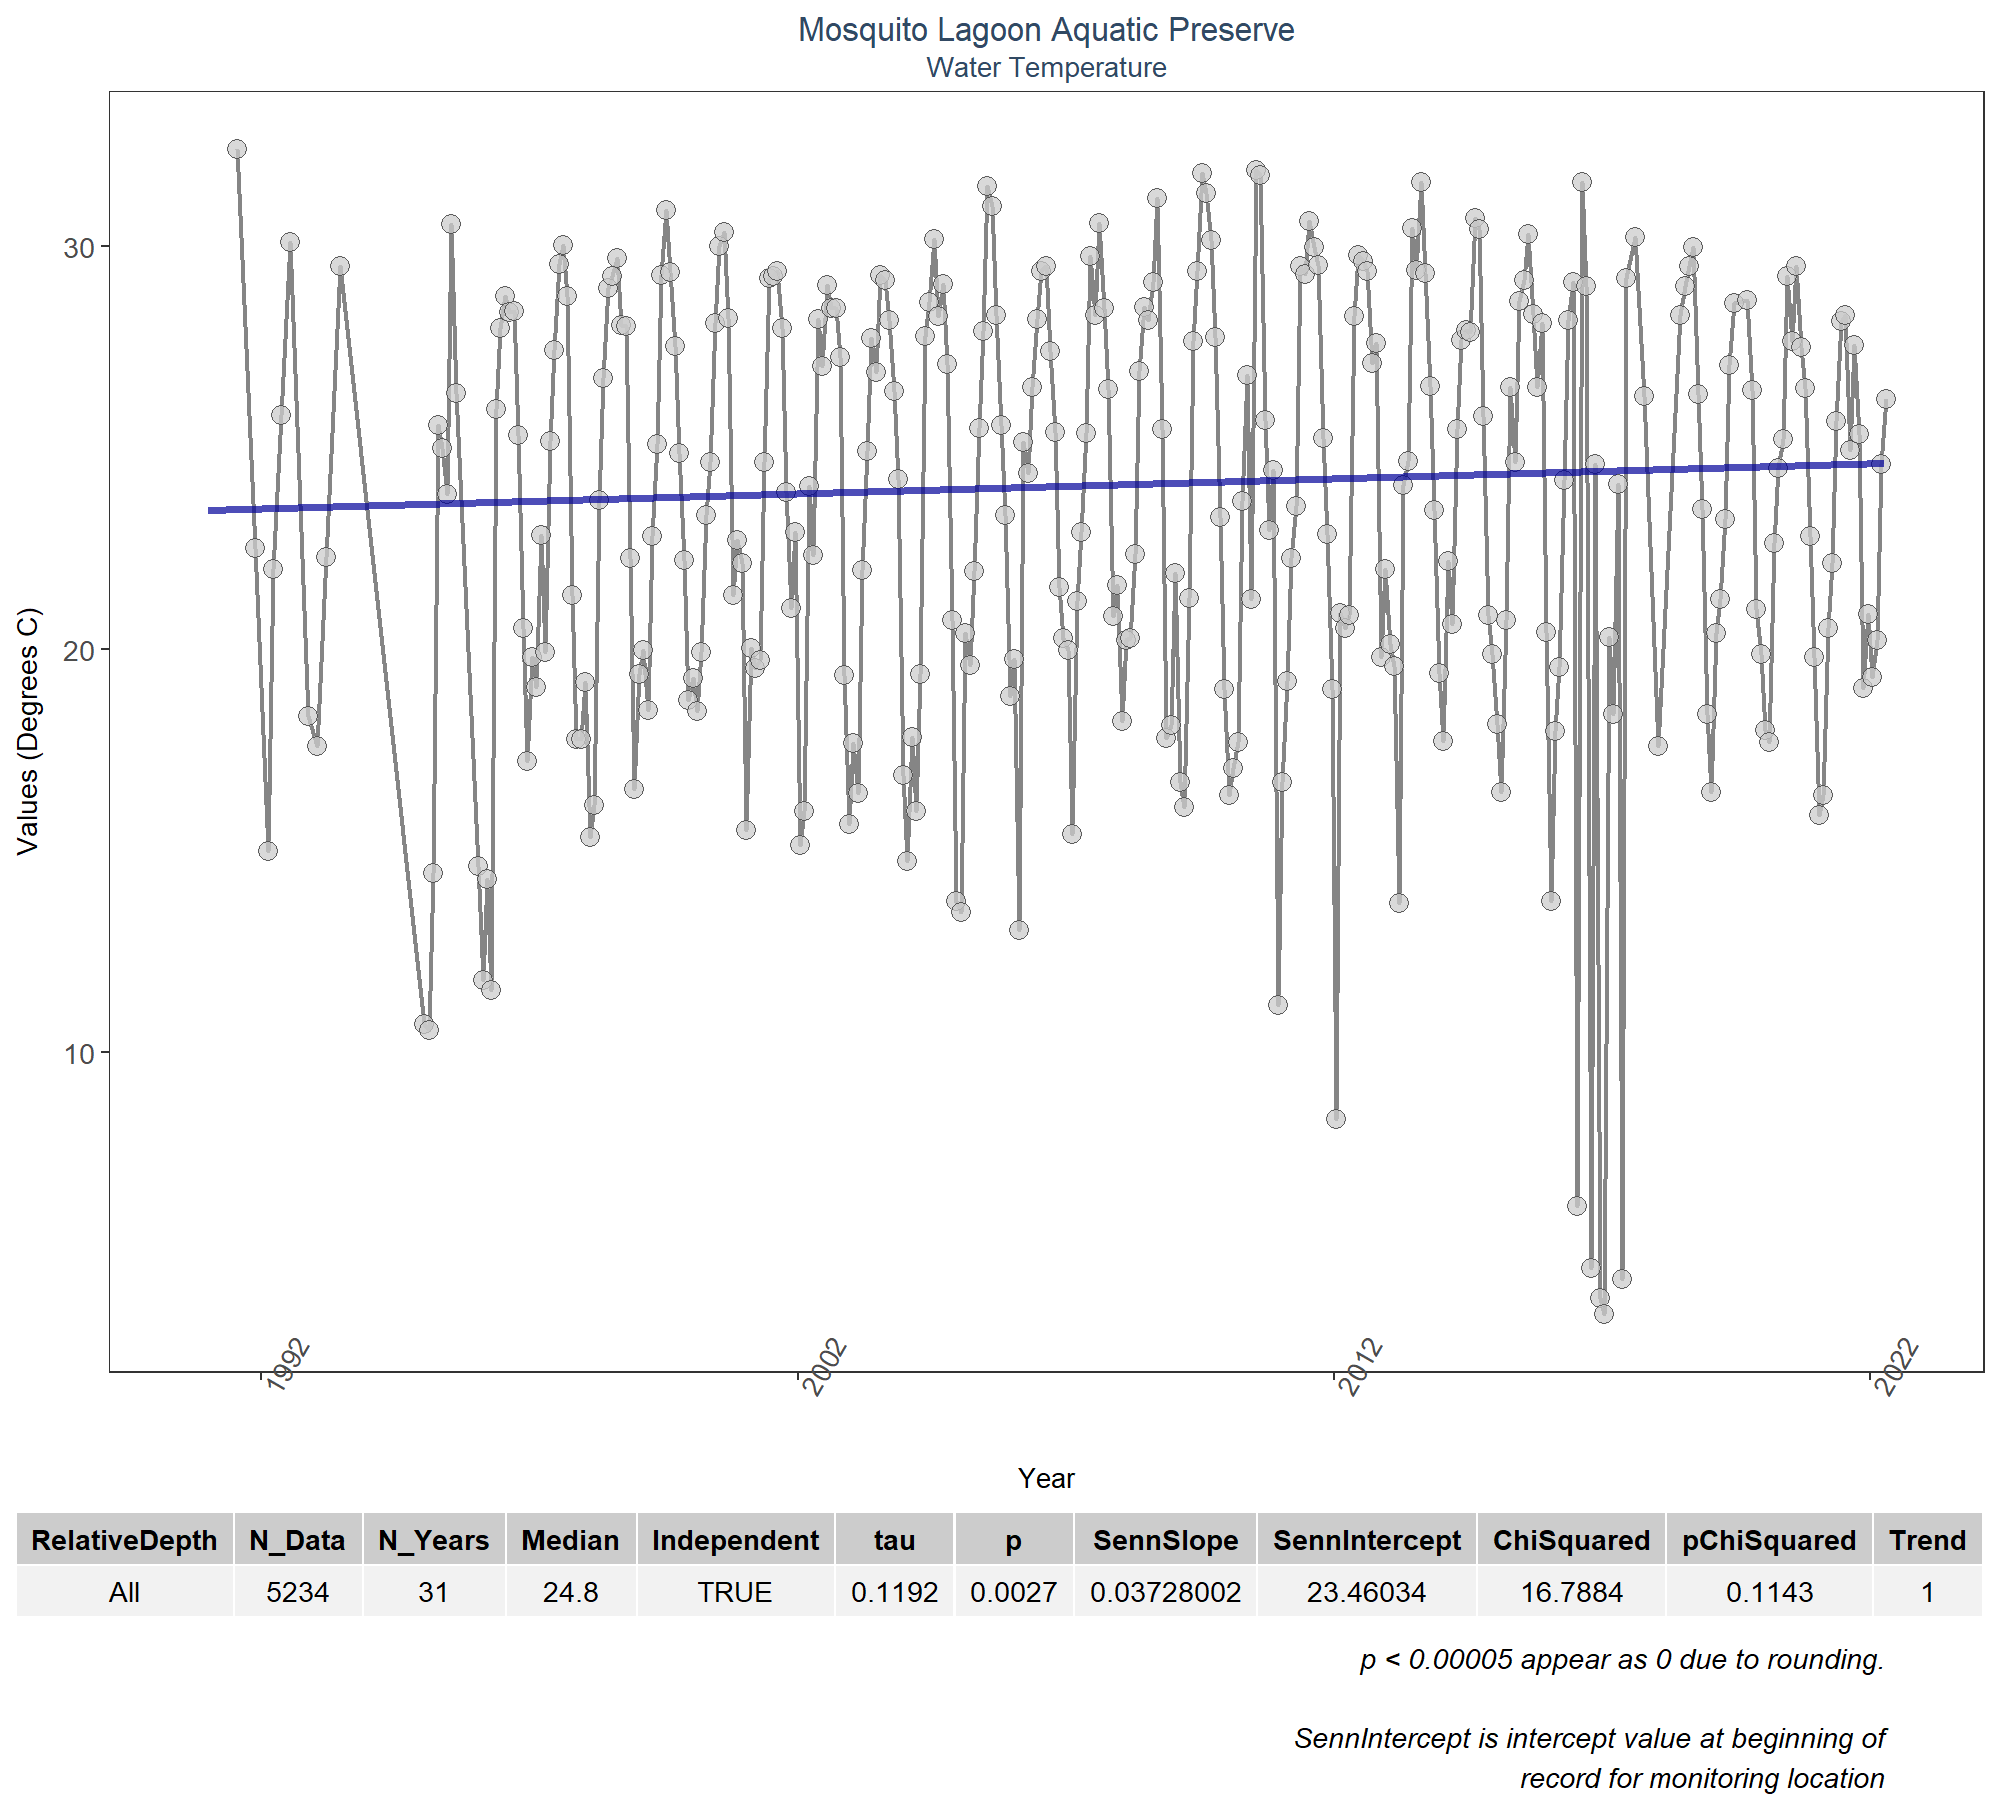 Mosquito Lagoon Aquatic Preserve
Water Temperature
Values (Degrees C)
30
20
10
1992
2002
2012
2022
Year
RelativeDepth N_Data N_Years Median Independent tau p SennSlope SennIntercept ChiSquared pChiSquared Trend
All 5234 31 24.8 TRUE 0.1192 0.0027 0.03728002 23.46034 16.7884 0.1143 1
p < 0.00005 appear as 0 due to rounding.
SennIntercept is intercept value at beginning of
record for monitoring location